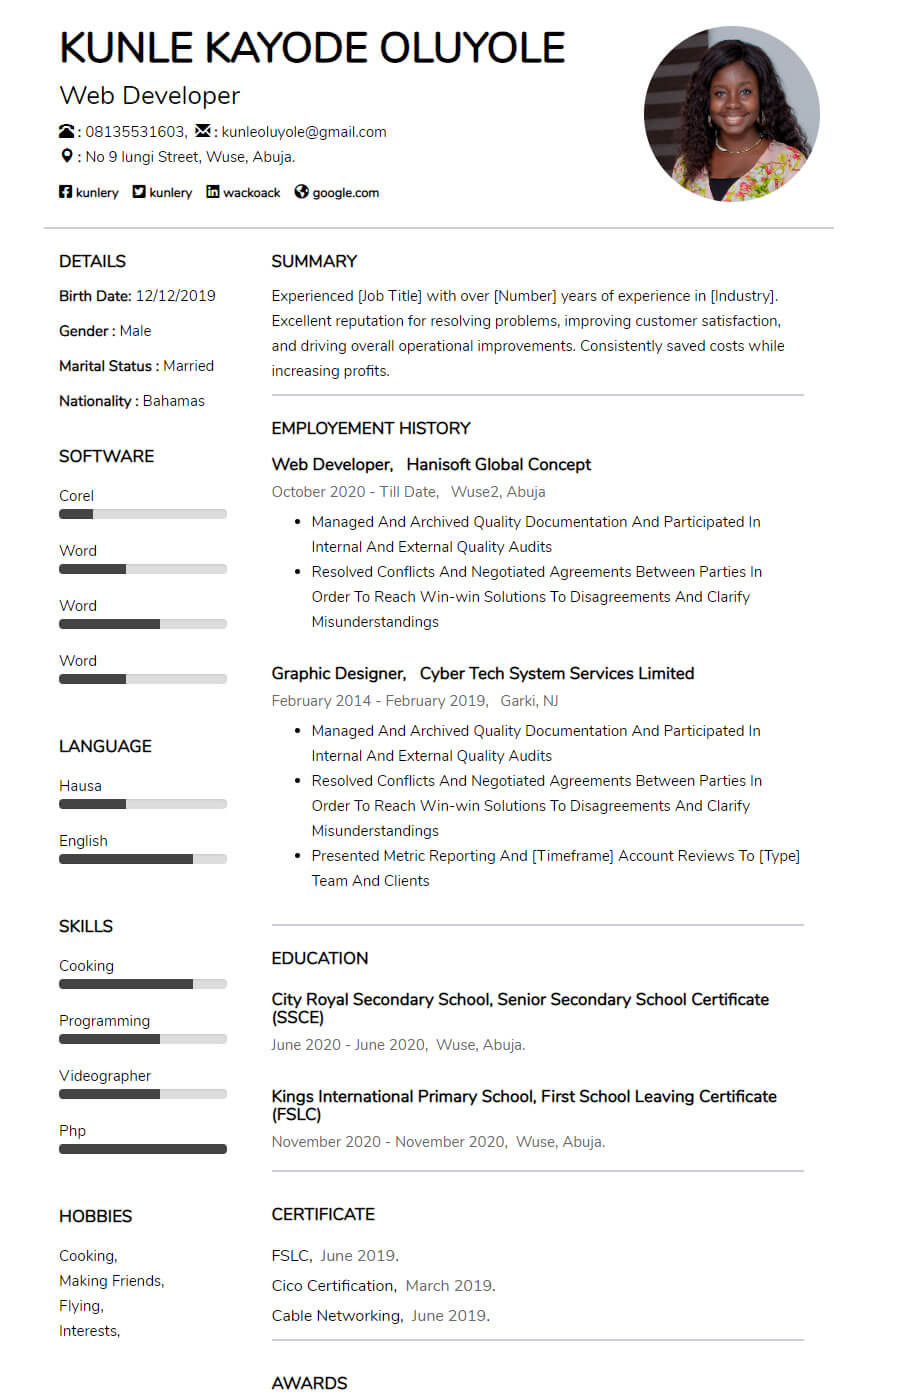 KUNLE KAYODE OLUYOLE
Web Developer
: 08135531603, : kunleoluyole@gmail.com
: No 9 Iungi Street, Wuse, Abuja.
kunlery kunlery wackoack google.com
DETAILS
Birth Date: 12/12/2019
Gender : Male
Marital Status : Married
Nationality : Bahamas
SOFTWARE
Corel
Word
Word
Word
LANGUAGE
Hausa
English
SKILLS
Cooking
Programming
Videographer
Php
HOBBIES
Cooking,
Making Friends,
Flying,
Interests,
SUMMARY
Experienced [Job Title] with over [Number] years of experience in [Industry].
Excellent reputation for resolving problems, improving customer satisfaction,
and driving overall operational improvements. Consistently saved costs while
increasing profits.
EMPLOYEMENT HISTORY
Web Developer, Hanisoft Global Concept
October 2020 - Till Date, Wuse2, Abuja
• Managed And Archived Quality Documentation And Participated In
Internal And External Quality Audits
• Resolved Conflicts And Negotiated Agreements Between Parties In
Order To Reach Win-win Solutions To Disagreements And Clarify
Misunderstandings
Graphic Designer, Cyber Tech System Services Limited
February 2014 - February 2019, Garki, NJ
• Managed And Archived Quality Documentation And Participated In
Internal And External Quality Audits
• Resolved Conflicts And Negotiated Agreements Between Parties In
Order To Reach Win-win Solutions To Disagreements And Clarify
Misunderstandings
• Presented Metric Reporting And [Timeframe] Account Reviews To [Type]
Team And Clients
EDUCATION
City Royal Secondary School, Senior Secondary School Certificate
(SSCE)
June 2020 - June 2020, Wuse, Abuja.
Kings International Primary School, First School Leaving Certificate
(FSLC)
November 2020 - November 2020, Wuse, Abuja.
CERTIFICATE
FSLC, June 2019.
Cico Certification, March 2019.
Cable Networking, June 2019.
AWARDS